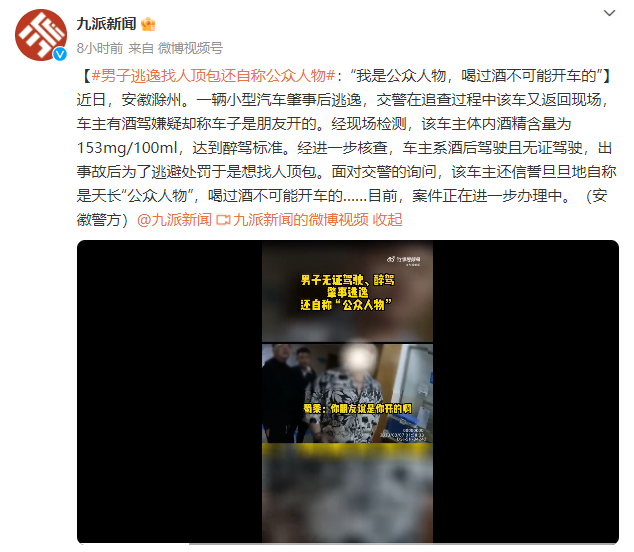 九派新闻
8小时前 来自 微博视频号
【#男子逃逸找人顶包还自称公众人物#：“我是公众人物，喝过酒不可能开车的”】
近日，安徽滁州。一辆小型汽车肇事后逃逸，交警在追查过程中该车又返回现场，
车主有酒驾嫌疑却称车子是朋友开的。经现场检测，该车主体内酒精含量为
153mg/100ml，达到醉驾标准。经进一步核查，车主系酒后驾驶且无证驾驶，出
事故后为了逃避处罚于是想找人顶包。面对交警的询问，该车主还信誓且且地自称
是天长“公众人物”，喝过酒不可能开车的......目前，案件正在进一步办理中。（安
徽警方）@九派新闻 九派新闻的微博视频 收起
男子无证驾驶、醉驾
肇事逃逸
还自称“公众人物”
你朋友说是你开的啊